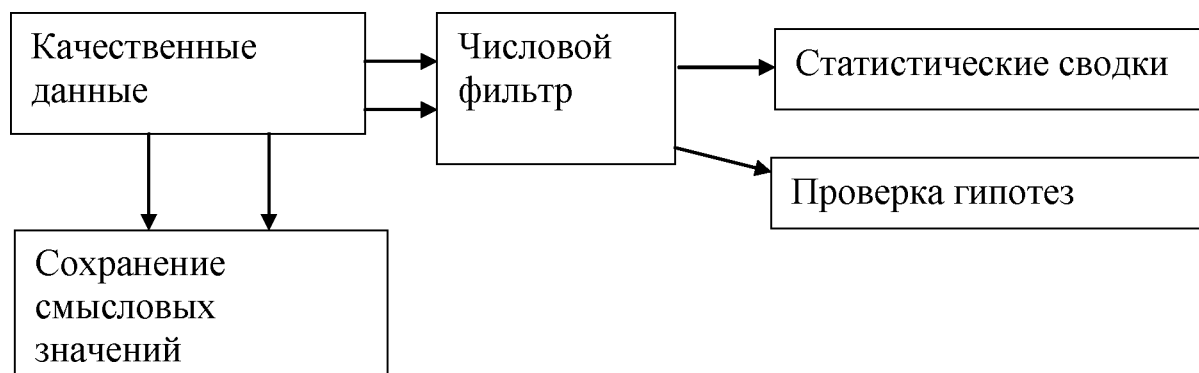 Качественные
данные
Числовой
фильтр
Статистические сводки
Проверка гипотез
Сохранение
смысловых
значений